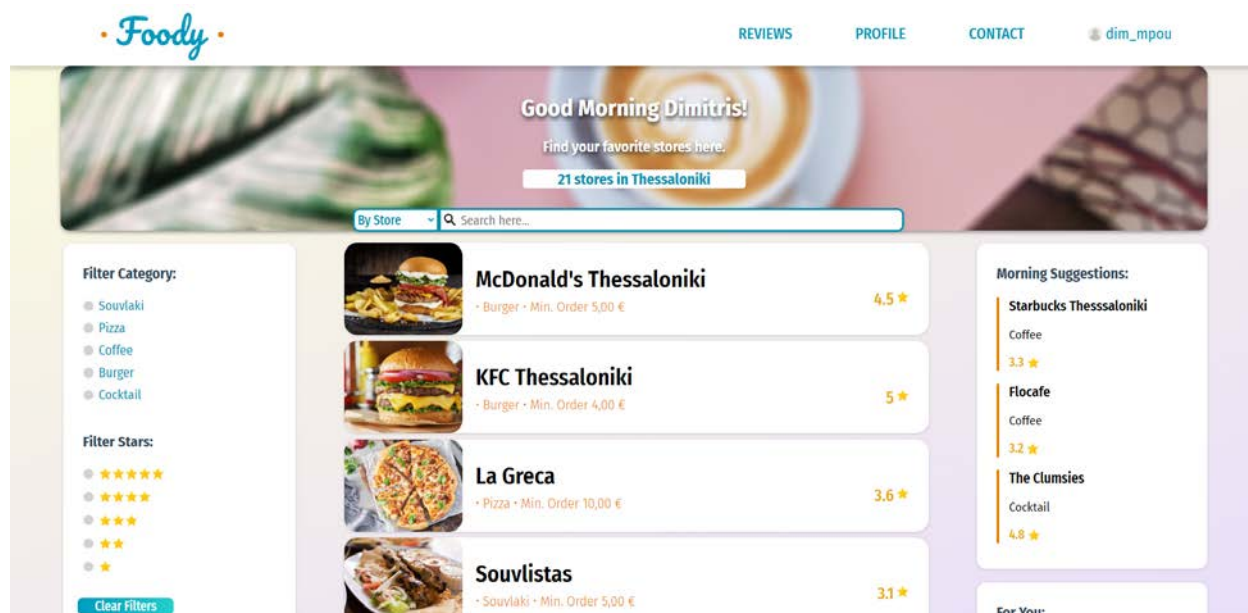 · Foody ·
REVIEWS PROFILE CONTACT dim_mpou
Good Morning Dimitris!
Find your favorite stores here.
21 stores in Thessaloniki
By Store Search here...
Filter Category:
Souvlaki
Pizza
Coffee
Burger
Cocktail
Filter Stars:
Clear Filters
McDonald's Thessaloniki
· Burger · Min. Order 5,00 €
4.5
KFC Thessaloniki
· Burger · Min. Order 4,00 €
5
La Greca
· Pizza · Min. Order 10,00 €
3.6
Souvlistas
· Souvlaki · Min. Order 5,00 €
3.1
Morning Suggestions:
Starbucks Thesssaloniki
Coffee
3.3
Flocafe
Coffee
3.2
The Clumsies
Cocktail
4.8
For You: